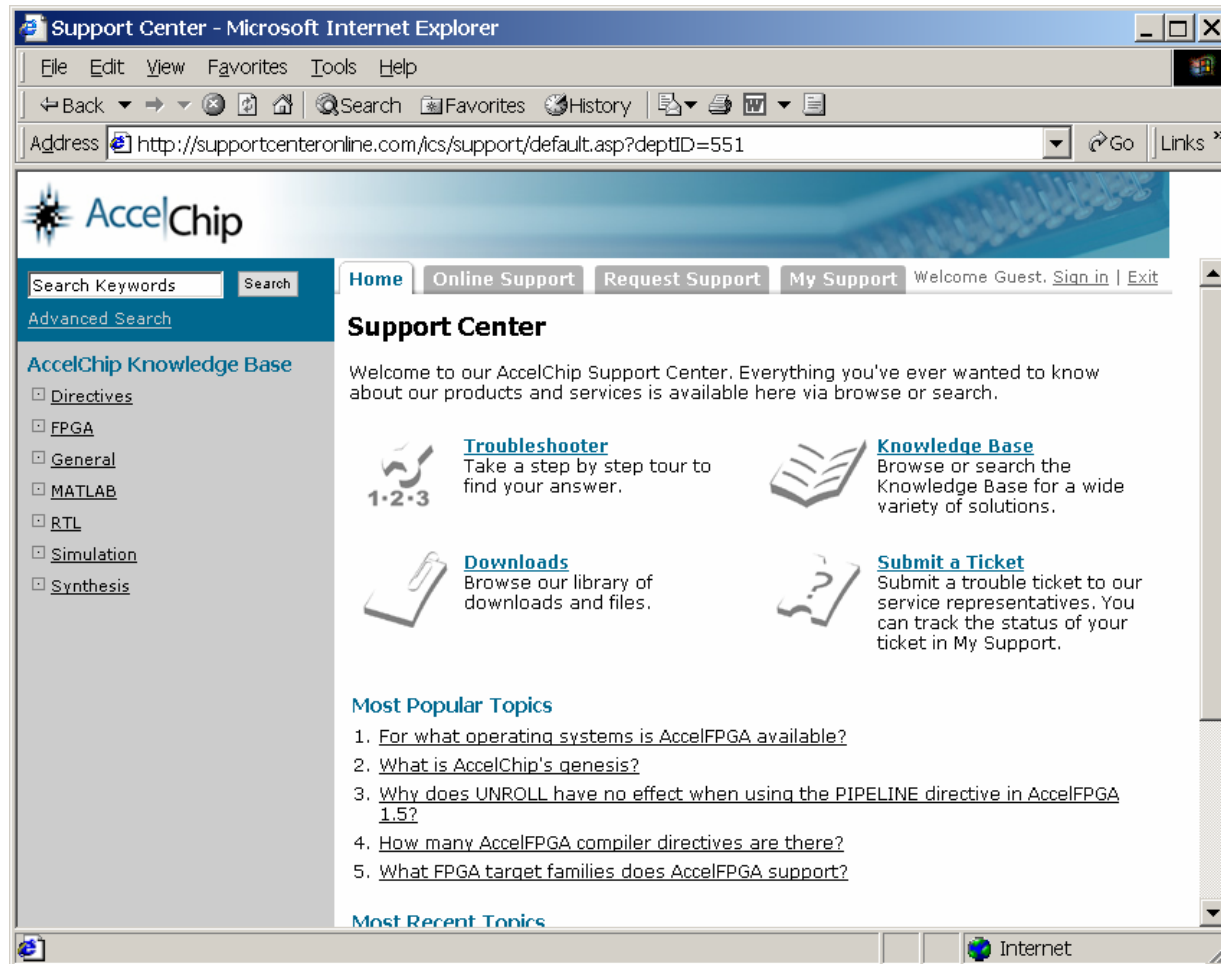 Support Center - Microsoft Internet Explorer
File Edit View Favorites Tools Help
Back Search Favorites History
Address http://supportcenteronline.com/ics/support/default.asp?deptID=551 Go Links »
AccelChip
Search Keywords Search
Advanced Search
Home Online Support Request Support My Support Welcome Guest. Sign in | Exit
AccelChip Knowledge Base
Directives
FPGA
General
MATLAB
RTL
Simulation
Synthesis
Support Center
Welcome to our AccelChip Support Center. Everything you've ever wanted to know
about our products and services is available here via browse or search.
1·2·3
Troubleshooter
Take a step by step tour to
find your answer.
Knowledge Base
Browse or search the
Knowledge Base for a wide
variety of solutions.
Downloads
Browse our library of
downloads and files.
?
Submit a Ticket
Submit a trouble ticket to our
service representatives. You
can track the status of your
ticket in My Support.
Most Popular Topics
1. For what operating systems is AccelFPGA available?
2. What is AccelChip's genesis?
3. Why does UNROLL have no effect when using the PIPELINE directive in AccelFPGA
1.5?
4. How many AccelFPGA compiler directives are there?
5. What FPGA target families does AccelFPGA support?
Most Recent Topics
Internet